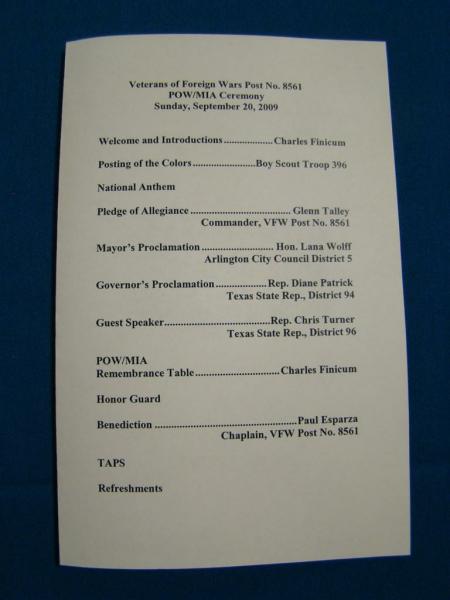 Veterans of Foreign Wars Post No. 8561
POW/MIA Ceremony
Sunday, September 20, 2009
Welcome and Introductions...................Charles Finicum
Posting of the Colors........................Boy Scout Troop 396
National Anthem
Pledge of Allegiance ...................................... Glenn Talley
Commander, VFW Post No. 8561
Mayor's Proclamation ........................... Hon. Lana Wolff
Arlington City Council District 5
Governor's Proclamation...................Rep. Diane Patrick
Texas State Rep., District 94
Guest Speaker........................................Rep. Chris Turner
Texas State Rep., District 96
POW/MIA
Remembrance Table................................Charles Finicum
Honor Guard
Benediction ......................................................Paul Esparza
Chaplain, VFW Post No. 8561
TAPS
Refreshments